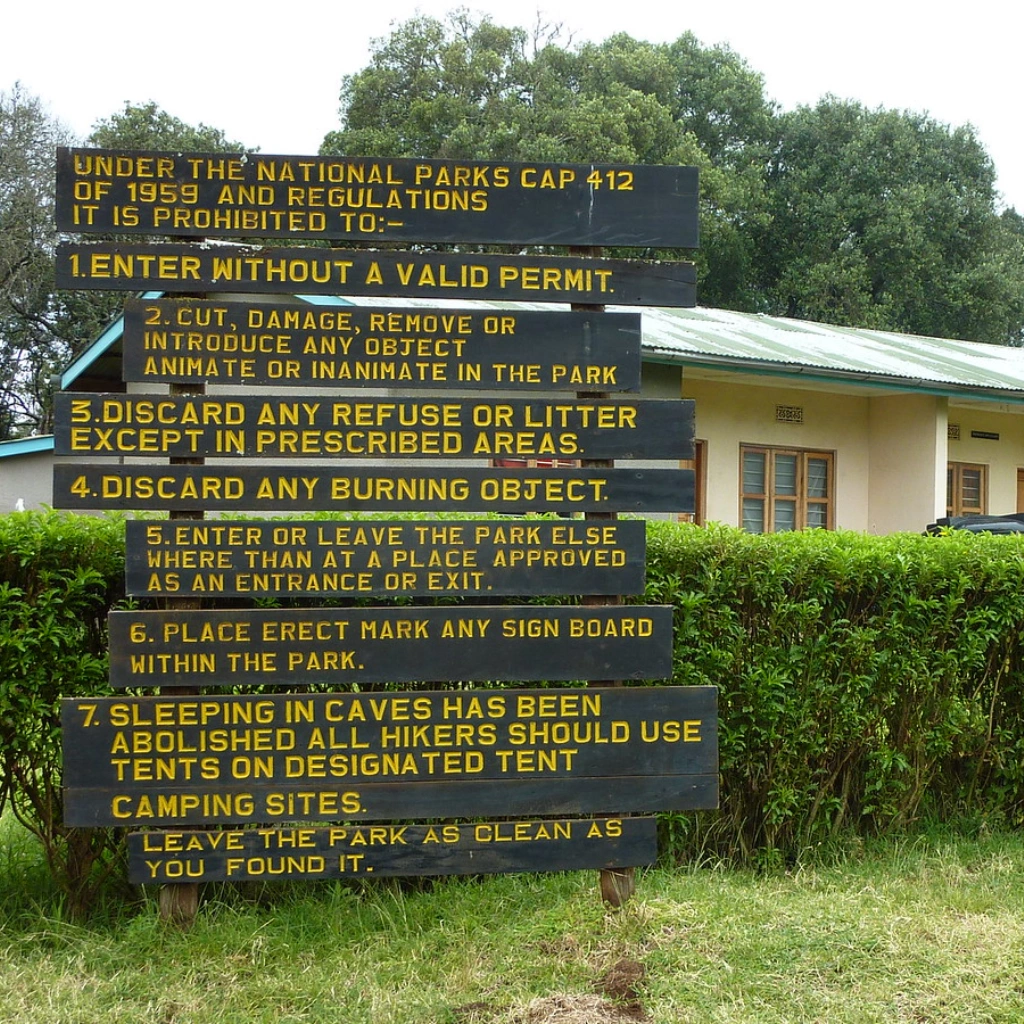 UNDER THE NATIONAL PARKS CAP 412
OF 1959 AND REGULATIONS
IT IS PROHIBITED TO:-
1.ENTER WITHOUT A VALID PERMIT.
2. CUT, DAMAGE, REMOVE OR
INTRODUCE ANY OBJECT
ANIMATE OR INANIMATE IN THE PARK
3.DISCARD ANY REFUSE OR LITTER
EXCEPT IN PRESCRIBED AREAS.
4.DISCARD ANY BURNING OBJECT.
5. ENTER OR LEAVE THE PARK ELSE
WHERE THAN AT A PLACE APPROVED
AS AN ENTRANCE OR EXIT.
6. PLACE ERECT MARK ANY SIGN BOARD
WITHIN THE PARK.
7. SLEEPING IN CAVES HAS BEEN
ABOLISHED ALL HIKERS SHOULD USE
TENTS ON DESIGNATED TENT
CAMPING SITES.
LEAVE THE PARK AS CLEAN AS
YOU FOUND IT.